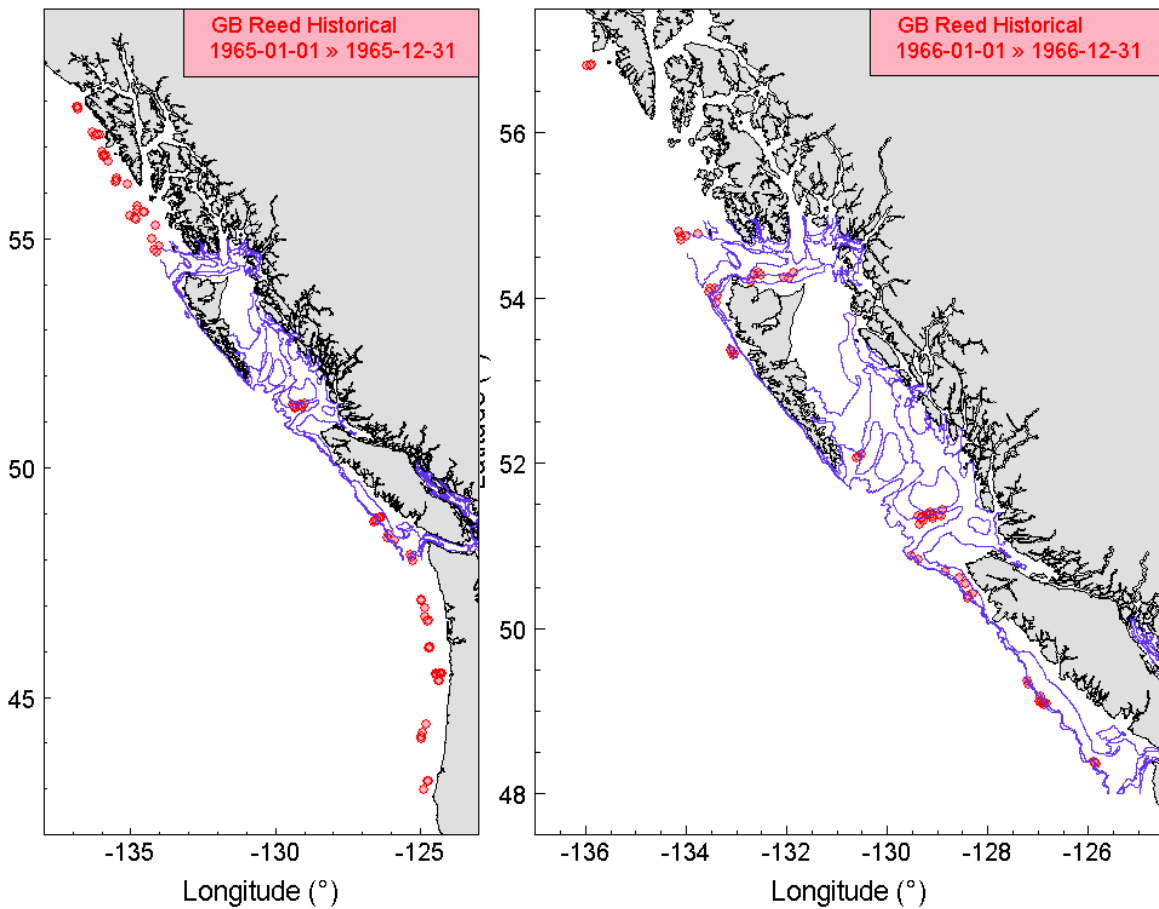 GB Reed Historical
1965-01-01 » 1965-12-31
55
50
45
-135
-130
-125
Longitude (°)
GB Reed Historical
1966-01-01 » 1966-12-31
56
54
52
50
48
-136
-134
-132
-130
-128
-126
Longitude (°)